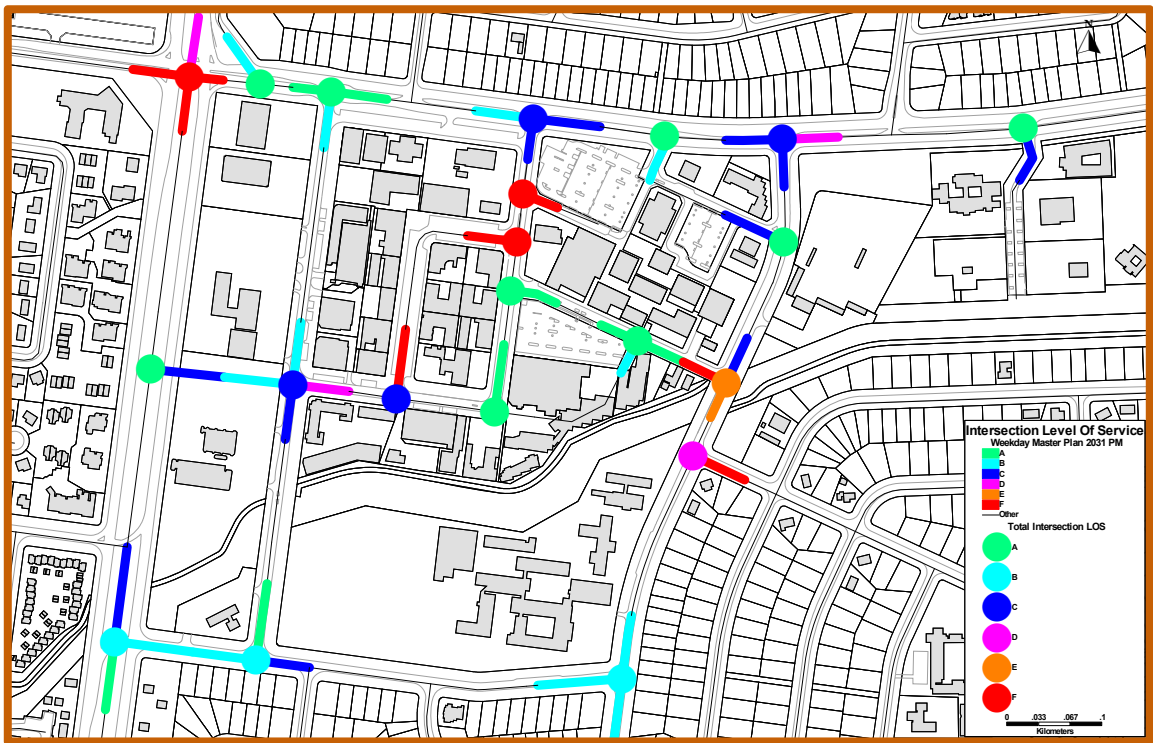 N
Intersection Level Of Service
Weekday Master Plan 2031 PM
A
B
C
D
E
F
Other
Total Intersection LOS
A
B
C
D
E
F
0 .033 .067 .1
Kilometers